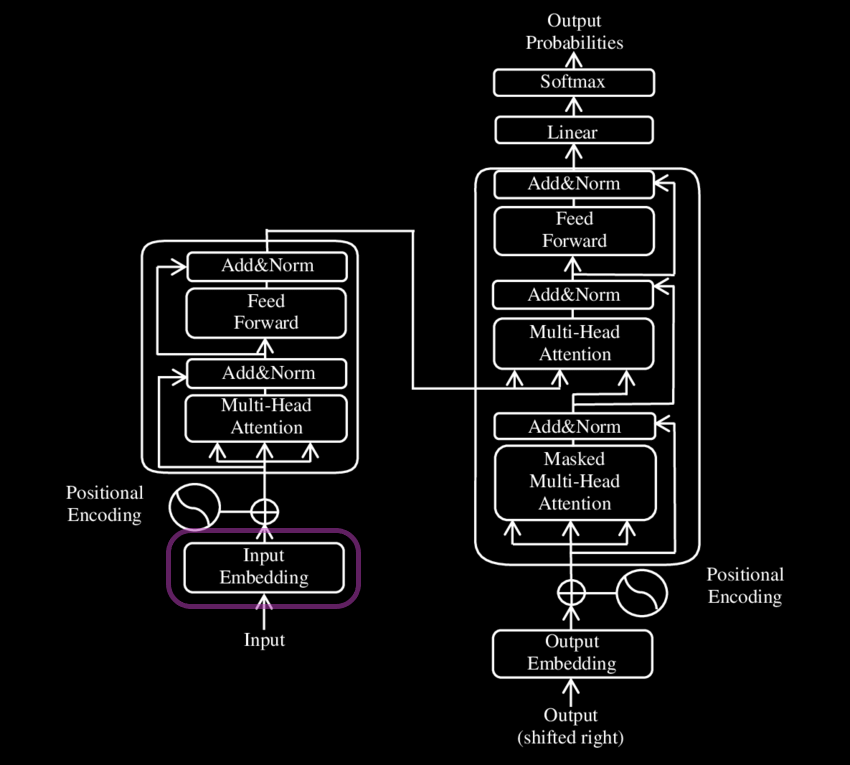 Output
Probabilities
Softmax
Linear
Add&Norm
Feed
Forward
Add&Norm
Multi-Head
Attention
Add&Norm
Masked
Multi-Head
Attention
Positional
Encoding
Output
Embedding
Output
(shifted right)
Add&Norm
Feed
Forward
Add&Norm
Multi-Head
Attention
Positional
Encoding
Input
Embedding
Input